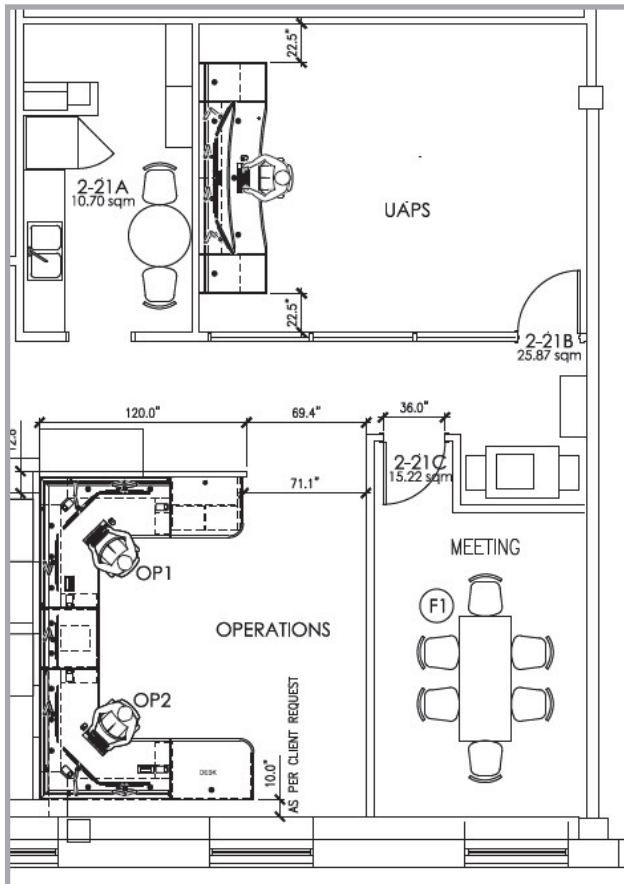 22.5"
2-21A
10.70 sqm
UAPS
22.5"
2-21B
25.87 sqm
120.0"
69.4"
36.0"
2-21C
15.22 sqm
71.1"
MEETING
OP1
F1
OPERATIONS
OP2
DESK
10.0"
AS PER CLIENT REQUEST